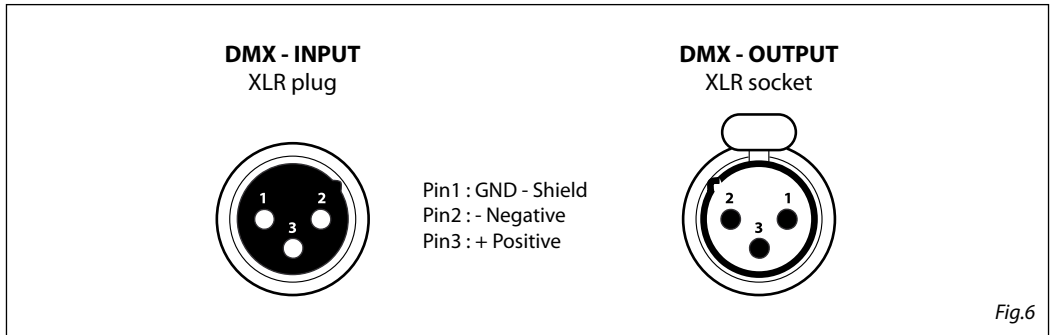 DMX - INPUT
XLR plug
1
2
3
Pin1 : GND - Shield
Pin2 : - Negative
Pin3 : + Positive
DMX - OUTPUT
XLR socket
2
1
3
Fig.6